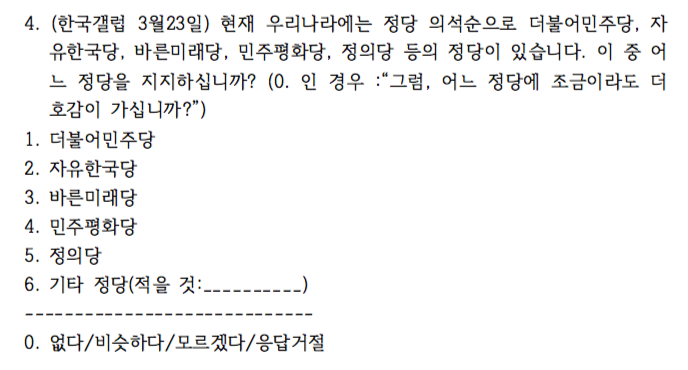 4. (한국갤럽 3월23일) 현재 우리나라에는 정당 의석순으로 더불어민주당, 자
유한국당, 바른미래당, 민주평화당, 정의당 등의 정당이 있습니다. 이 중 어
느 정당을 지지하십니까? (0. 인 경우 :“그럼, 어느 정당에 조금이라도 더
호감이 가십니까?”)
1. 더불어민주당
2. 자유한국당
3. 바른미래당
4. 민주평화당
5. 정의당
6. 기타 정당(적을 것:__________)
-----------------------------
0. 없다/비슷하다/모르겠다/응답거절